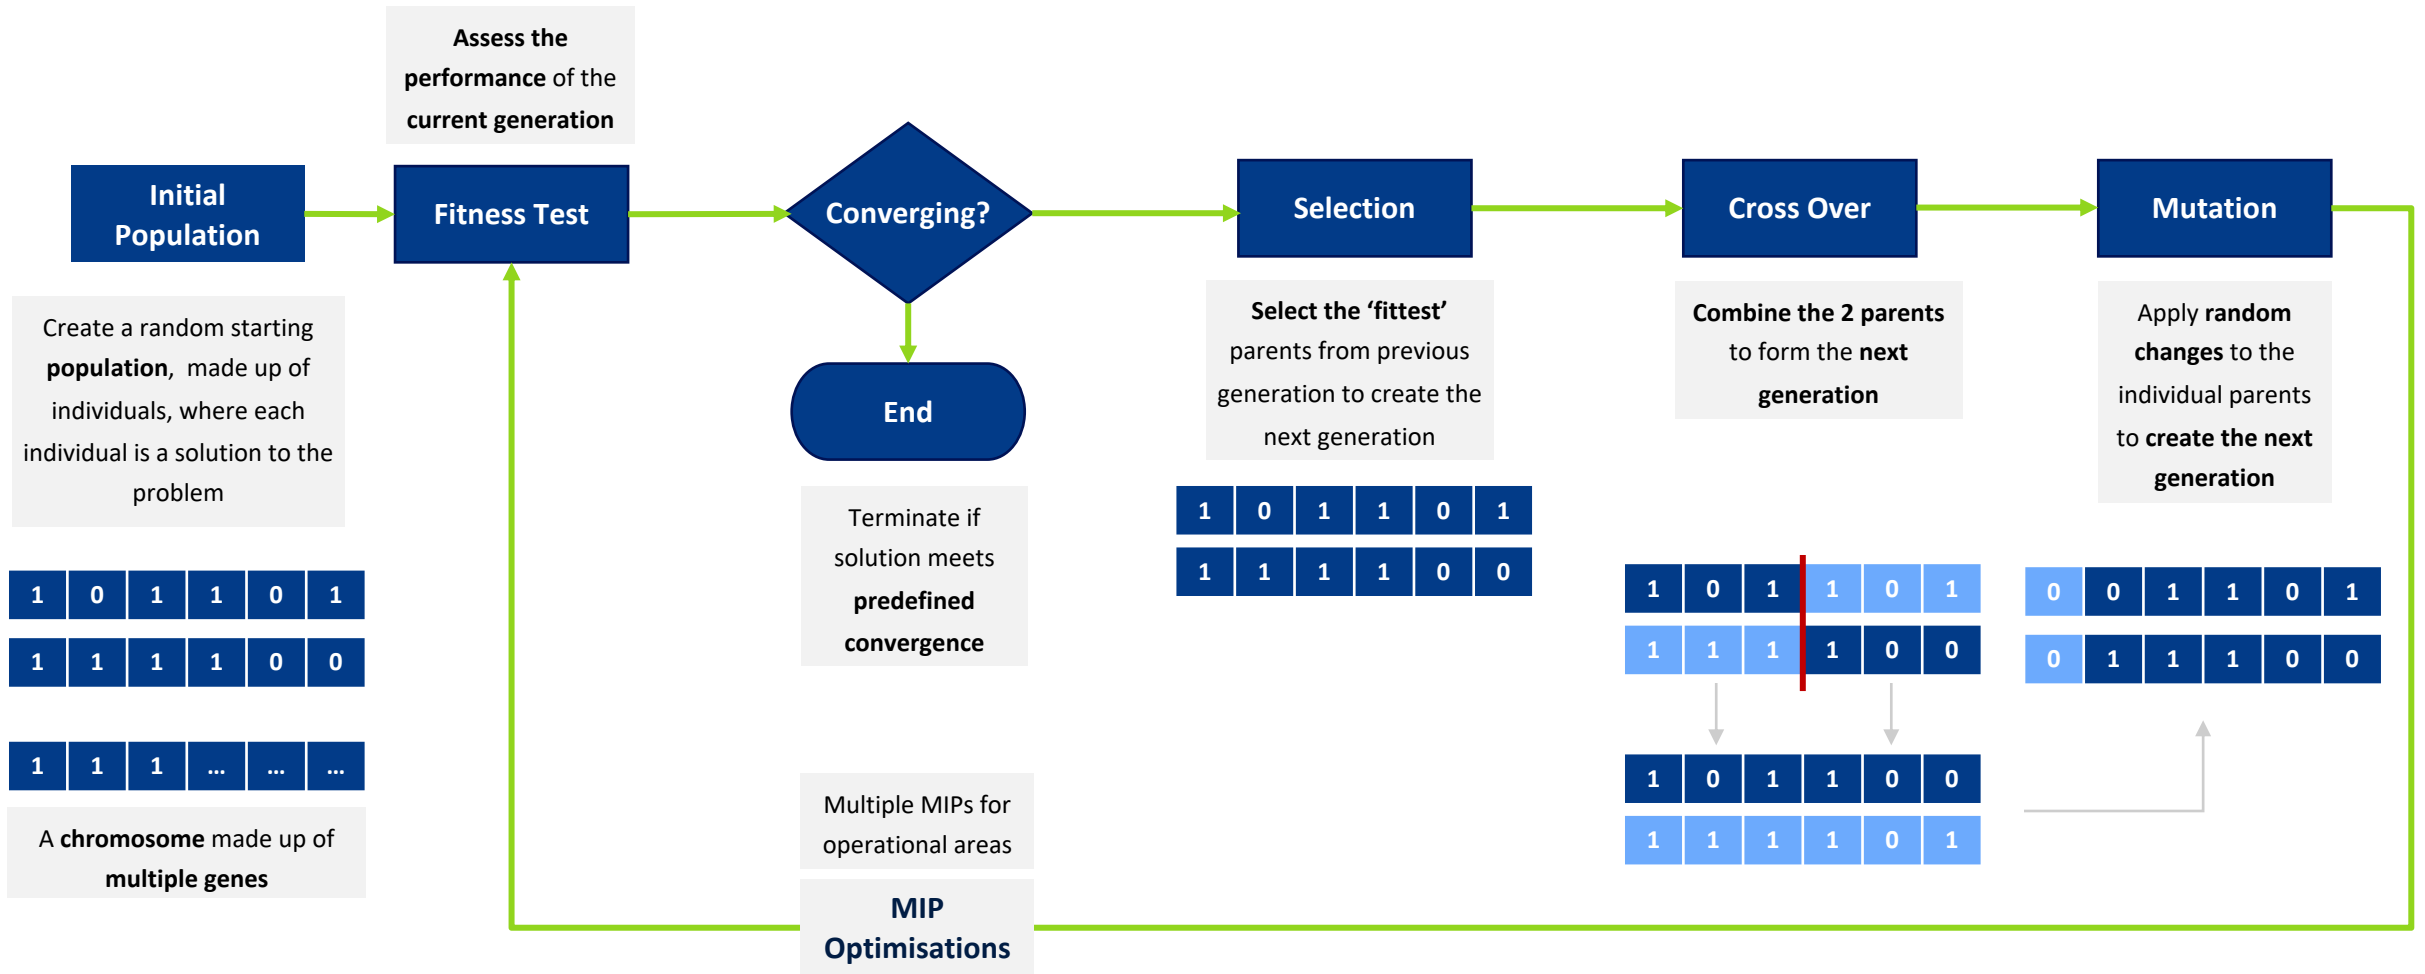 Assess the
performance of the
current generation
Initial
Population
Fitness Test
Converging?
Selection
Cross Over
Mutation
Create a random starting
population, made up of
individuals, where each
individual is a solution to the
problem
1 0 1 1 0 1
1 1 1 1 0 0
1 1 1 ... ... ...
A chromosome made up of
multiple genes
End
Terminate if
solution meets
predefined
convergence
Multiple MIPs for
operational areas
MIP
Optimisations
Select the ‘fittest’
parents from previous
generation to create the
next generation
1 0 1 1 0 1
1 1 1 1 0 0
Combine the 2 parents
to form the next
generation
1 0 1 1 0 1
1 1 1 1 0 0
1 0 1 1 0 0
1 1 1 1 0 1
Apply random
changes to the
individual parents
to create the next
generation
0 0 1 1 0 1
0 1 1 1 0 0